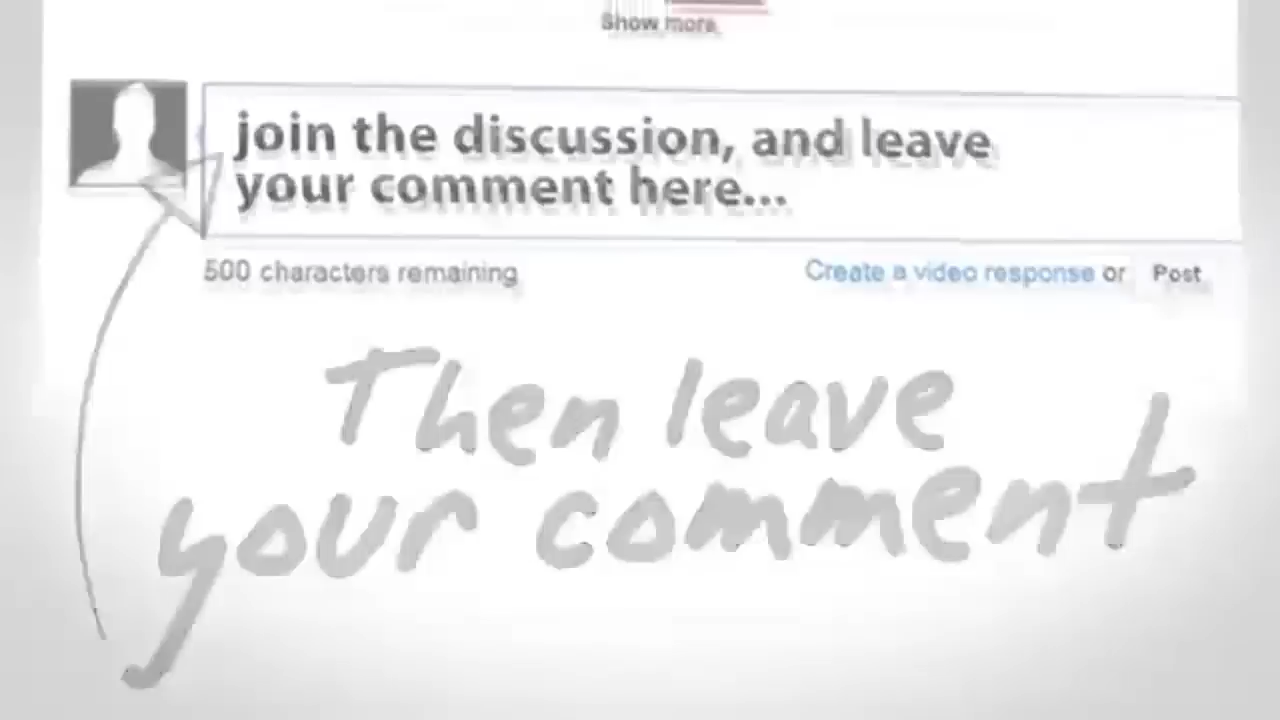 Show more
join the discussion, and leave
your comment here...
500 characters remaining
Create a video response or Post
Then leave
your comment